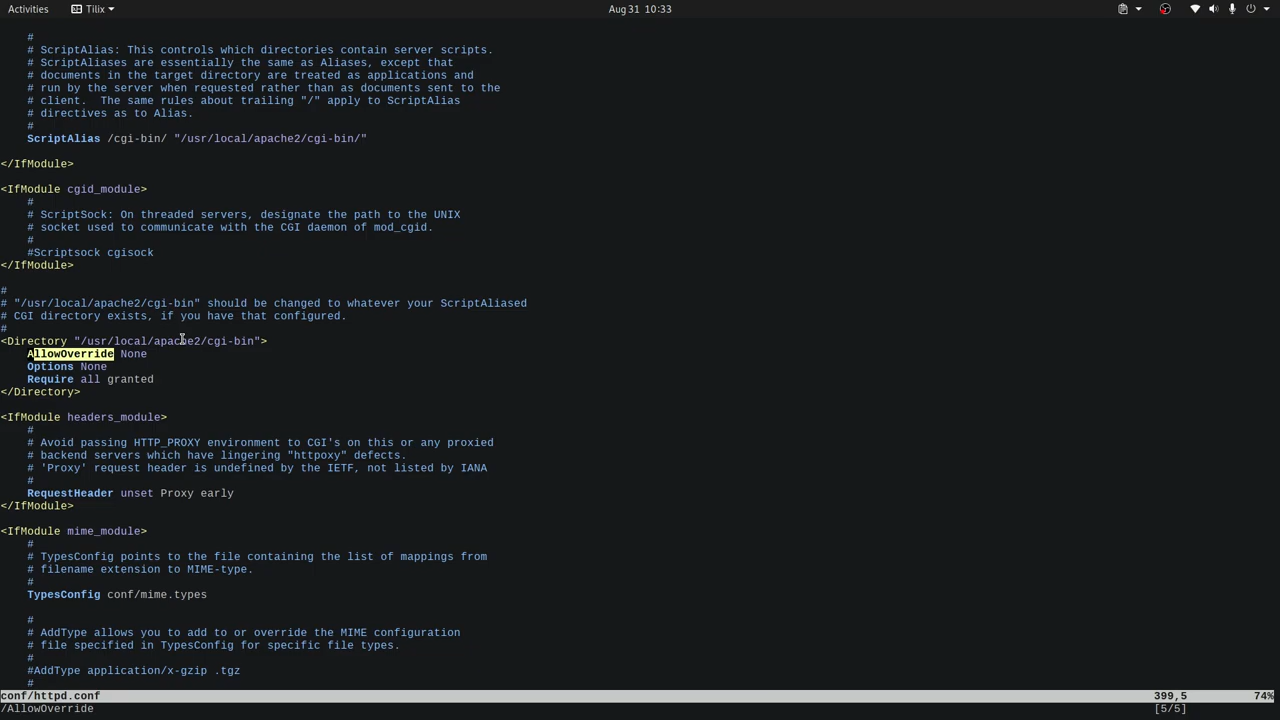 Activities Tilix Aug 31 10:33
#
# ScriptAlias: This controls which directories contain server scripts.
# ScriptAliases are essentially the same as Aliases, except that
# documents in the target directory are treated as applications and
# run by the server when requested rather than as documents sent to the
# client.  The same rules about trailing "/" apply to ScriptAlias
# directives as to Alias.
#
ScriptAlias /cgi-bin/ "/usr/local/apache2/cgi-bin/"
</IfModule>
<IfModule cgid_module>
#
# ScriptSock: On threaded servers, designate the path to the UNIX
# socket used to communicate with the CGI daemon of mod_cgid.
#
#Scriptsock cgisock
</IfModule>
#
# "/usr/local/apache2/cgi-bin" should be changed to whatever your ScriptAliased
# CGI directory exists, if you have that configured.
#
<Directory "/usr/local/apache2/cgi-bin">
AllowOverride None
Options None
Require all granted
</Directory>
<IfModule headers_module>
#
# Avoid passing HTTP_PROXY environment to CGI's on this or any proxied
# backend servers which have lingering "httpoxy" defects.
# 'Proxy' request header is undefined by the IETF, not listed by IANA
#
RequestHeader unset Proxy early
</IfModule>
<IfModule mime_module>
#
# TypesConfig points to the file containing the list of mappings from
# filename extension to MIME-type.
#
TypesConfig conf/mime.types
#
# AddType allows you to add to or override the MIME configuration
# file specified in TypesConfig for specific file types.
#
#AddType application/x-gzip .tgz
#
conf/httpd.conf 399,5 74%
/AllowOverride [5/5]